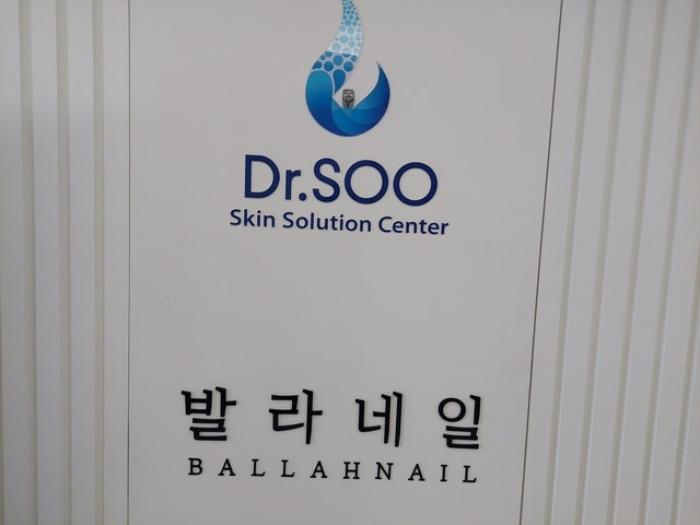 Dr.SOO
Skin Solution Center
발라네일
BALLAHNAIL